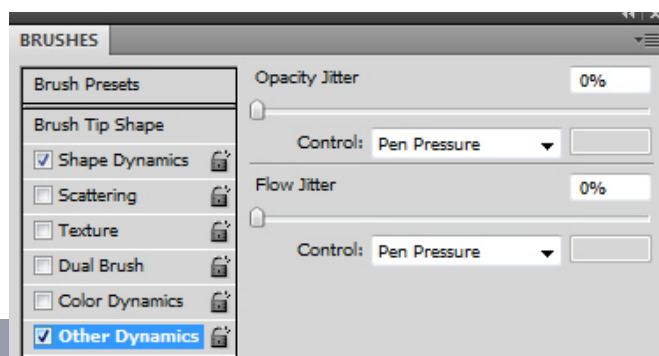 BRUSHES
Brush Presets
Brush Tip Shape
Shape Dynamics
Scattering
Texture
Dual Brush
Color Dynamics
Other Dynamics
Opacity Jitter 0%
Control: Pen Pressure
Flow Jitter 0%
Control: Pen Pressure